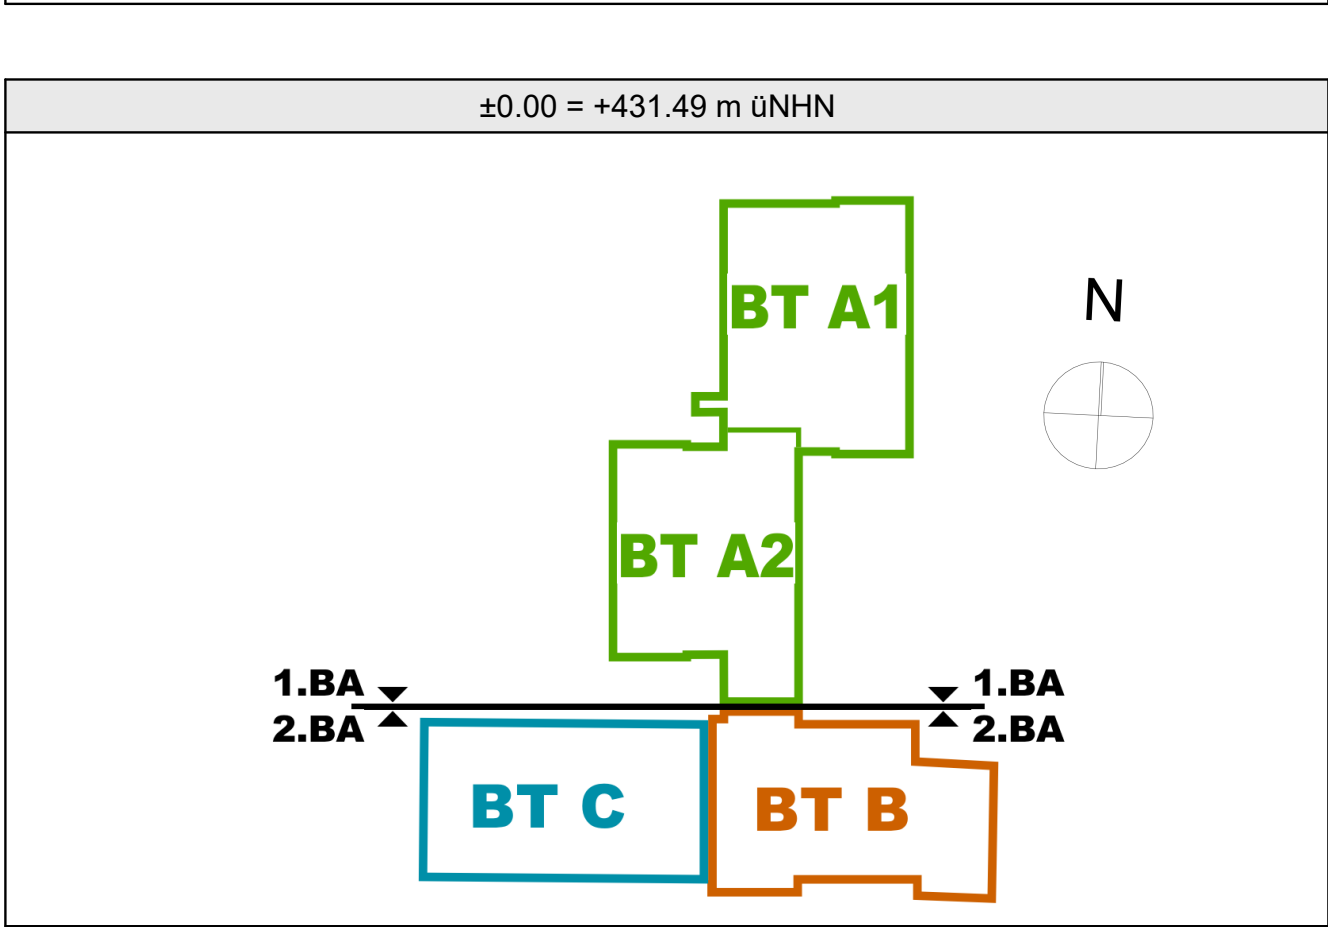 ±0.00 = +431.49 m üNHN
BT A1
N
BT A2
1.BA
1.BA
2.BA
2.BA
BT C
BT B